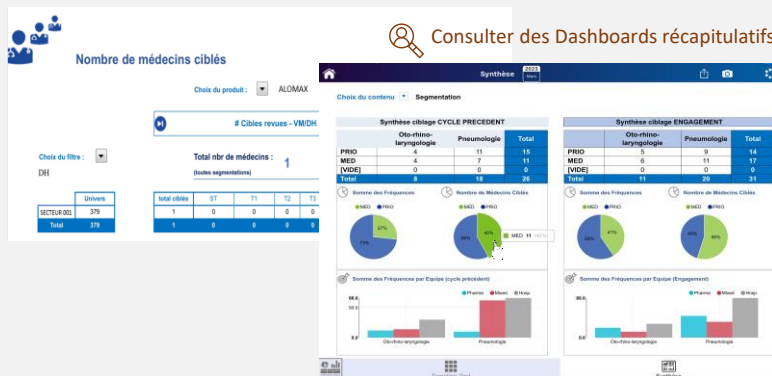 Consulter des Dashboards récapitulatifs
Nombre de médecins ciblés
Choix du produit : ALOMAX
# Cibles revues - VM/DH
Choix du filtre :
DH
Total nbr de médecins : 1
(toutes segmentations)
Univers
SECTEUR 001 379
Total 379
total ciblés ST T1 T2 T3
1 0 0 0 0
1 0 0 0 0
Synthèse 2021
Choix du contenu Segmentation
Synthèse ciblage CYCLE PRECEDENT
Oto-rhino-laryngologie Pneumologie Total
PRIO 4 11 15
MED 4 7 11
[VIDE] 0 0 0
Total 8 18 26
Somme des Fréquences
Nombre de Médecins Ciblés
MED PRIO
MED PRIO
27%
73%
42%
MED 11
Somme des Fréquences par Equipe (cycle précédent)
Pharma Mixed Hosp
Oto-rhino-laryngologie Pneumologie
Synthèse ciblage ENGAGEMENT
Oto-rhino-laryngologie Pneumologie Total
PRIO 5 9 14
MED 6 11 17
[VIDE] 0 0 0
Total 11 20 31
Somme des Fréquences
Nombre de Médecins Ciblés
MED PRIO
MED PRIO
41%
Somme des Fréquences par Equipe (Engagement)
Pharma Mixed Hosp
Oto-rhino-laryngologie Pneumologie
Synthèse